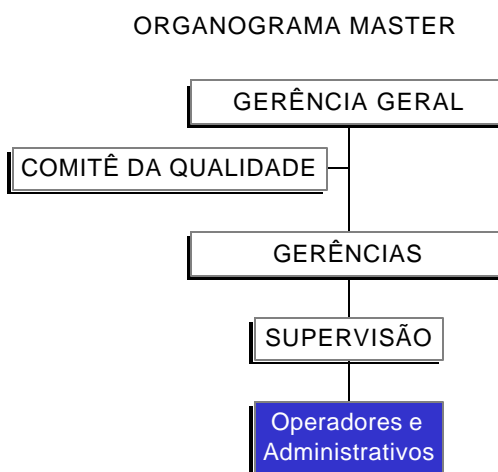 ORGANOGRAMA MASTER
GERÊNCIA GERAL
COMITÊ DA QUALIDADE
GERÊNCIAS
SUPERVISÃO
Operadores e
Administrativos